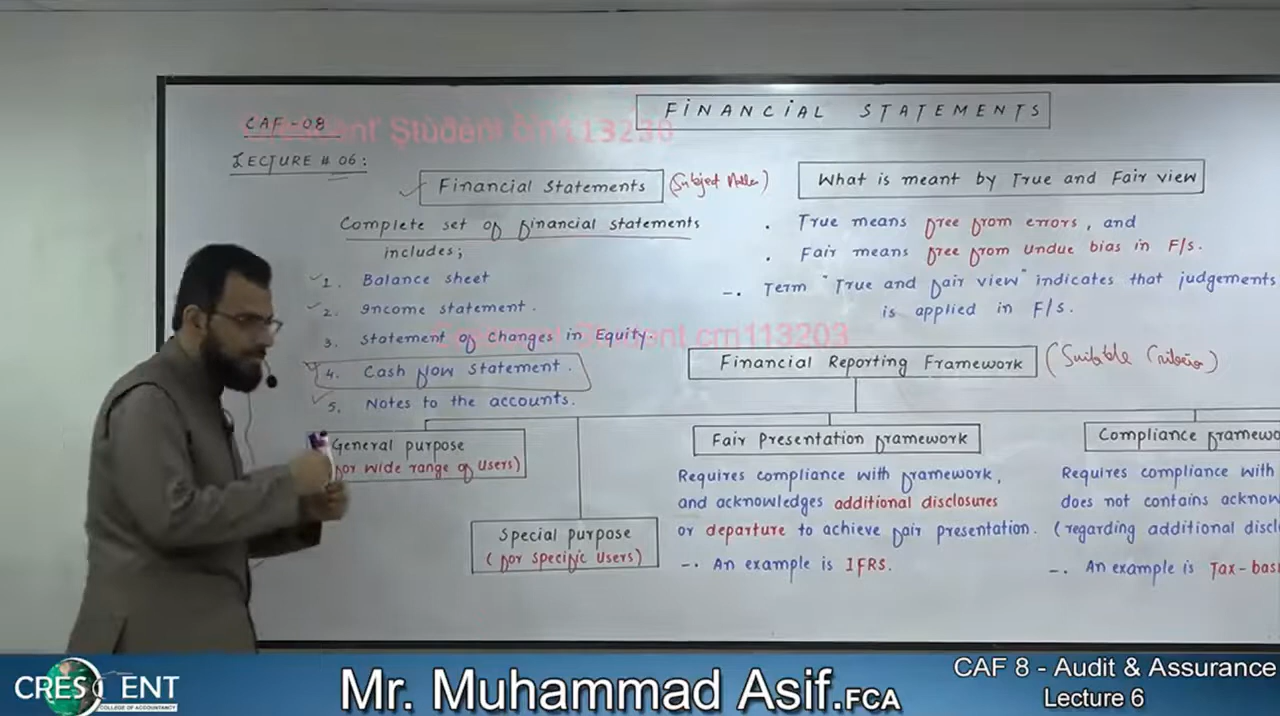 FINANCIAL STATEMENTS
CAF-08
LECTURE # 06:
Financial Statements (Subject
Complete set of financial statements
includes;
1. Balance sheet
2. Income statement.
3. Statement of Changes in Equity.
4. Cash flow Statement.
5. Notes to the accounts.
What is meant by True and Fair view
. True means free from errors, and
. Fair means free from undue bias in F/s.
-. Term "True and fair view" indicates that judgements
is applied in F/s.
Financial Reporting Framework (Suitable Criteria)
General purpose
for wide range of users)
Special purpose
(for specific users)
Fair Presentation framework
Requires compliance with framework,
and acknowledges additional disclosures
or departure to achieve fair presentation.
-. An example is IFRS.
Compliance framewo
Requires compliance with
does not contains acknow
(regarding additional discl
-. An example is Tax-bas
Student crn113203
CRESCENT
COLLEGE OF ACCOUNTANCY
Mr. Muhammad Asif.FCA
CAF 8 - Audit & Assurance
Lecture 6